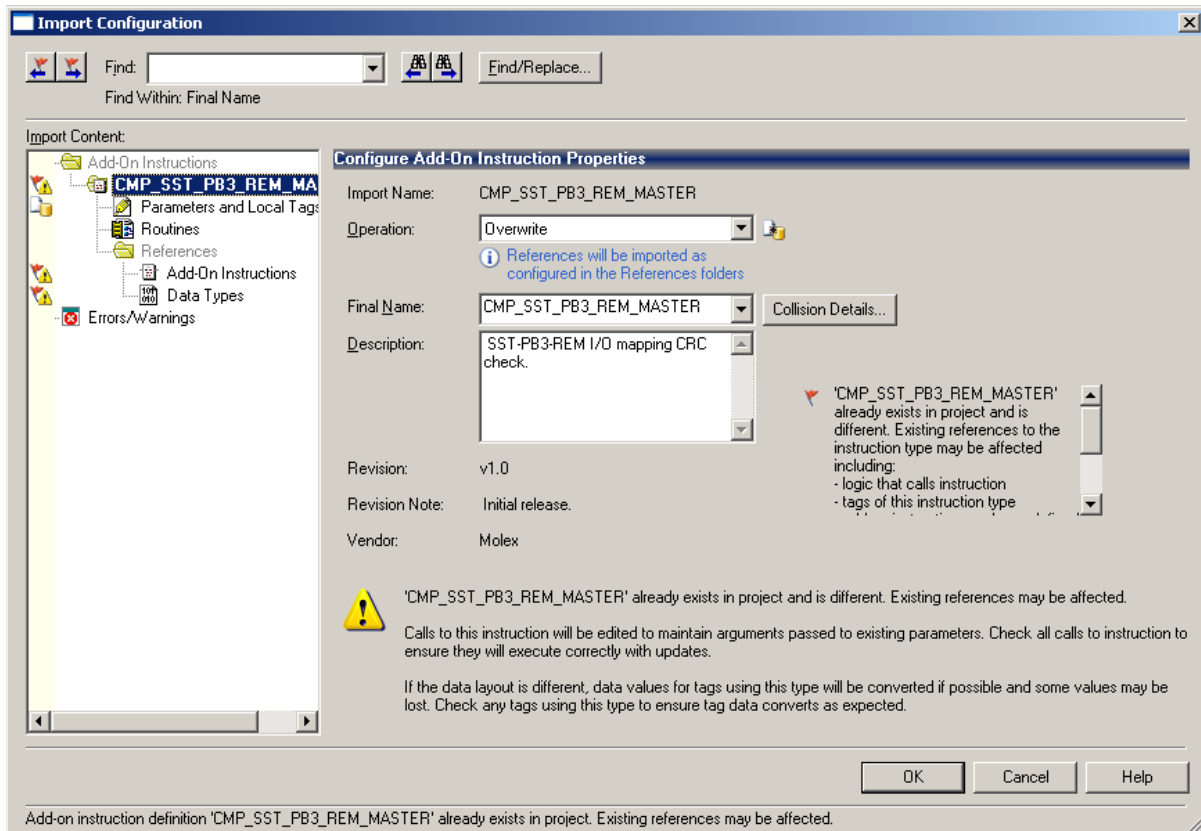 Import Configuration
Find:
Find/Replace...
Find Within: Final Name
Import Content:
Add-On Instructions
CMP_SST_PB3_REM_MA
Parameters and Local Tags
Routines
References
Add-On Instructions
Data Types
Errors/Warnings
Configure Add-On Instruction Properties
Import Name: CMP_SST_PB3_REM_MASTER
Operation: Overwrite
References will be imported as
configured in the References folders
Final Name: CMP_SST_PB3_REM_MASTER Collision Details...
Description: SST-PB3-REM I/O mapping CRC
check.
'CMP_SST_PB3_REM_MASTER'
already exists in project and is
different. Existing references to the
instruction type may be affected
including:
- logic that calls instruction
- tags of this instruction type
Revision: v1.0
Revision Note: Initial release.
Vendor: Molex
'CMP_SST_PB3_REM_MASTER' already exists in project and is different. Existing references may be affected.
Calls to this instruction will be edited to maintain arguments passed to existing parameters. Check all calls to instruction to
ensure they will execute correctly with updates.
If the data layout is different, data values for tags using this type will be converted if possible and some values may be
lost. Check any tags using this type to ensure tag data converts as expected.
OK Cancel Help
Add-on instruction definition 'CMP_SST_PB3_REM_MASTER' already exists in project. Existing references may be affected.